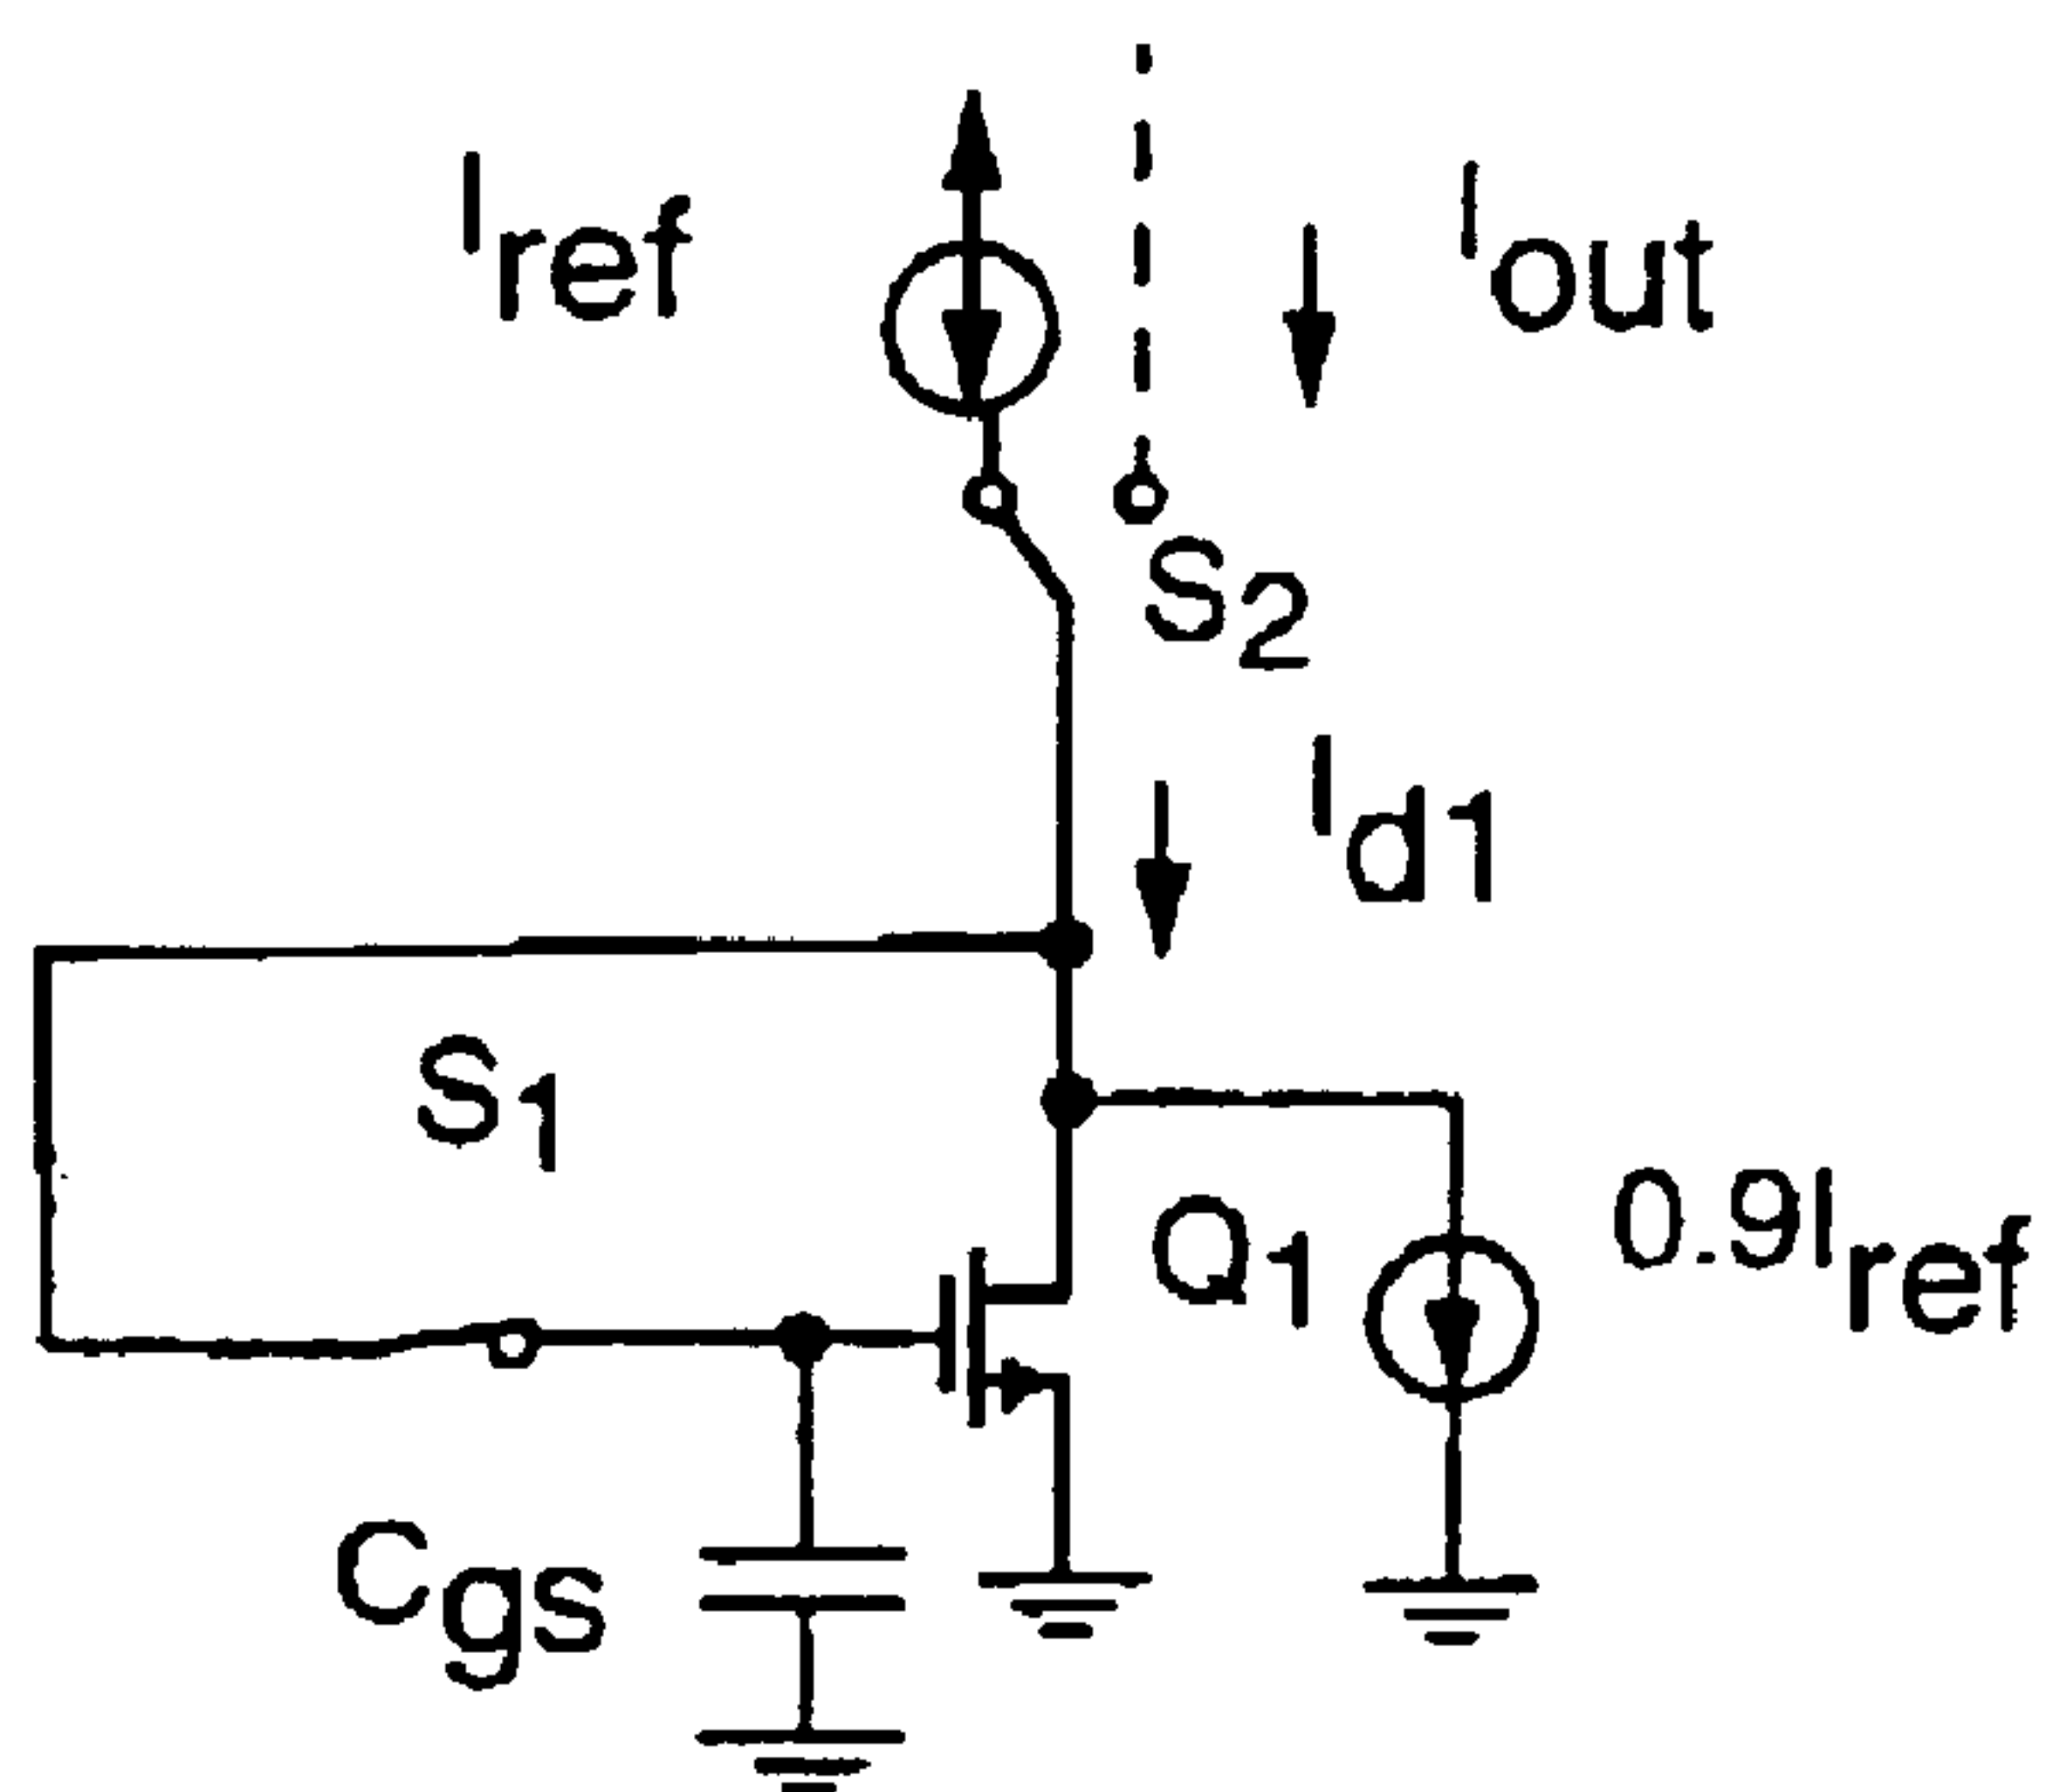 Iref
Iout
S2
Id1
S1
Q1
0.9Iref
Cgs